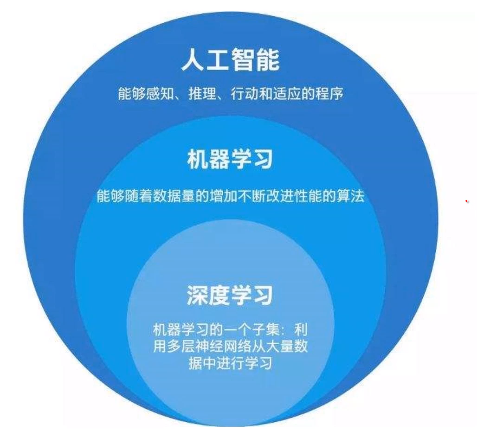 人工智能
能够感知、推理、行动和适应的程序
机器学习
能够随着数据量的增加不断改进性能的算法
深度学习
机器学习的一个子集：利
用多层神经网络从大量数
据中进行学习